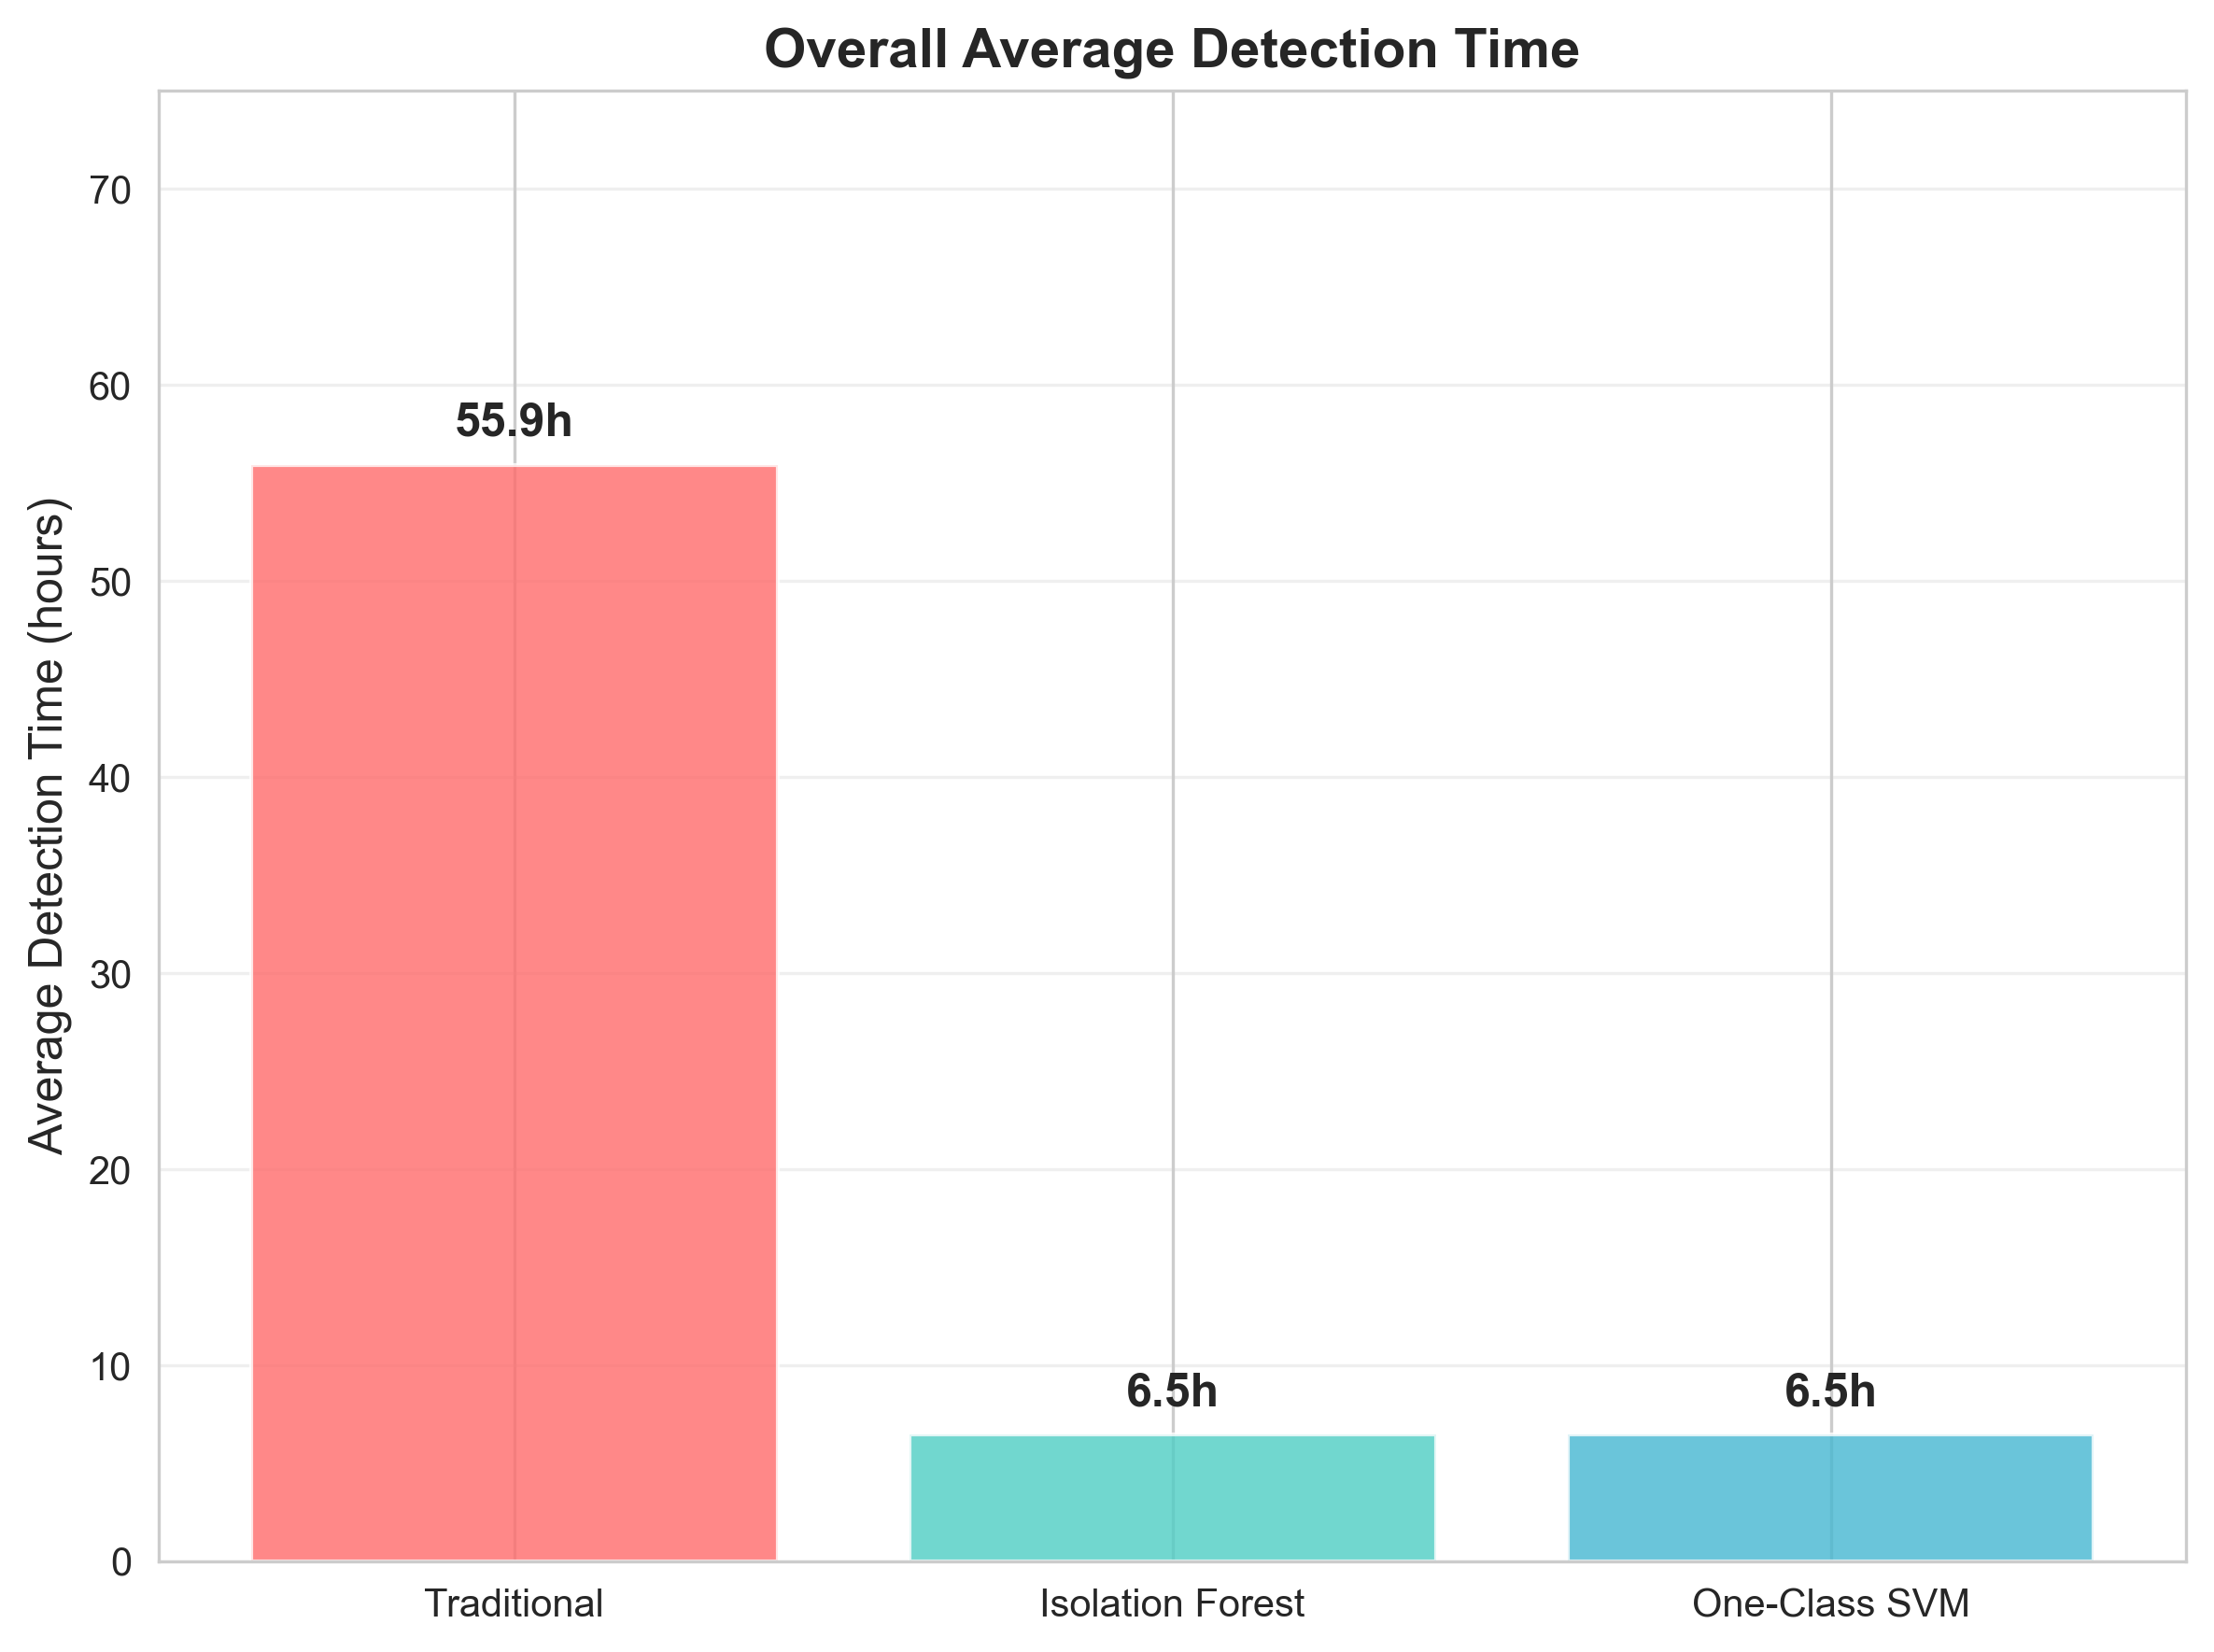 Overall Average Detection Time
Average Detection Time (hours)
70
60
50
40
30
20
10
0
55.9h
6.5h
6.5h
Traditional
Isolation Forest
One-Class SVM